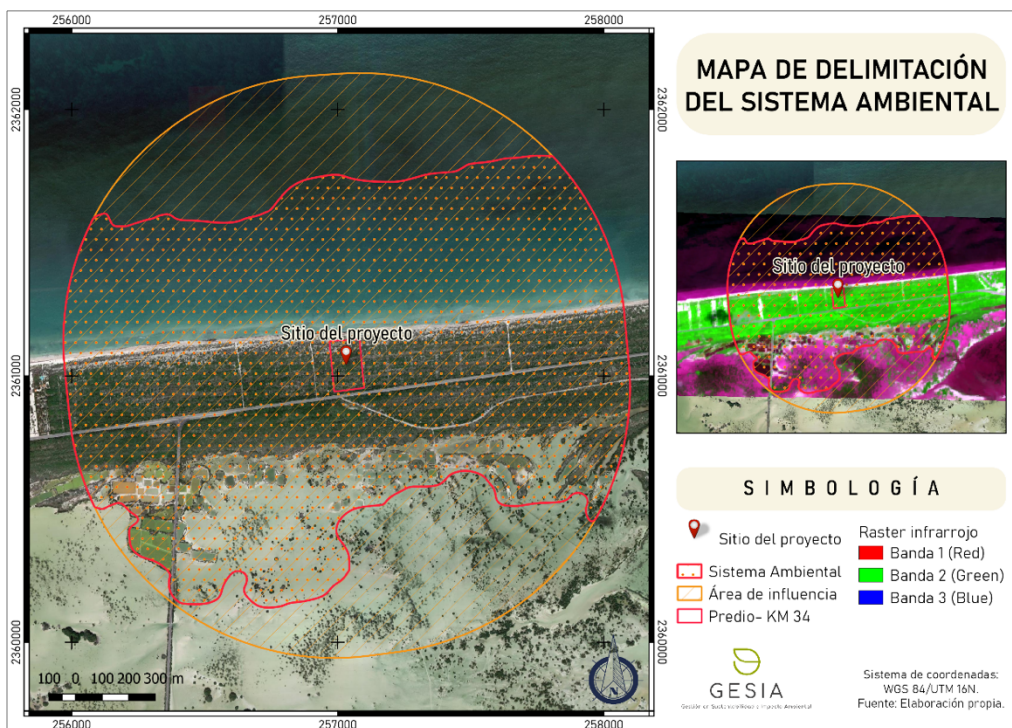 256000
257000
258000
2362000
2361000
2360000
2362000
2361000
2360000
Sitio del proyecto
100 0 100 200 300 m
256000
257000
258000
MAPA DE DELIMITACIÓN
DEL SISTEMA AMBIENTAL
Sitio del proyecto
SIMBOLOGÍA
Sitio del proyecto
Sistema Ambiental
Área de influencia
Predio- KM 34
Raster infrarrojo
Banda 1 (Red)
Banda 2 (Green)
Banda 3 (Blue)
GESIA
Sistema de coordenadas:
WGS 84/UTM 16N.
Fuente: Elaboración propia.